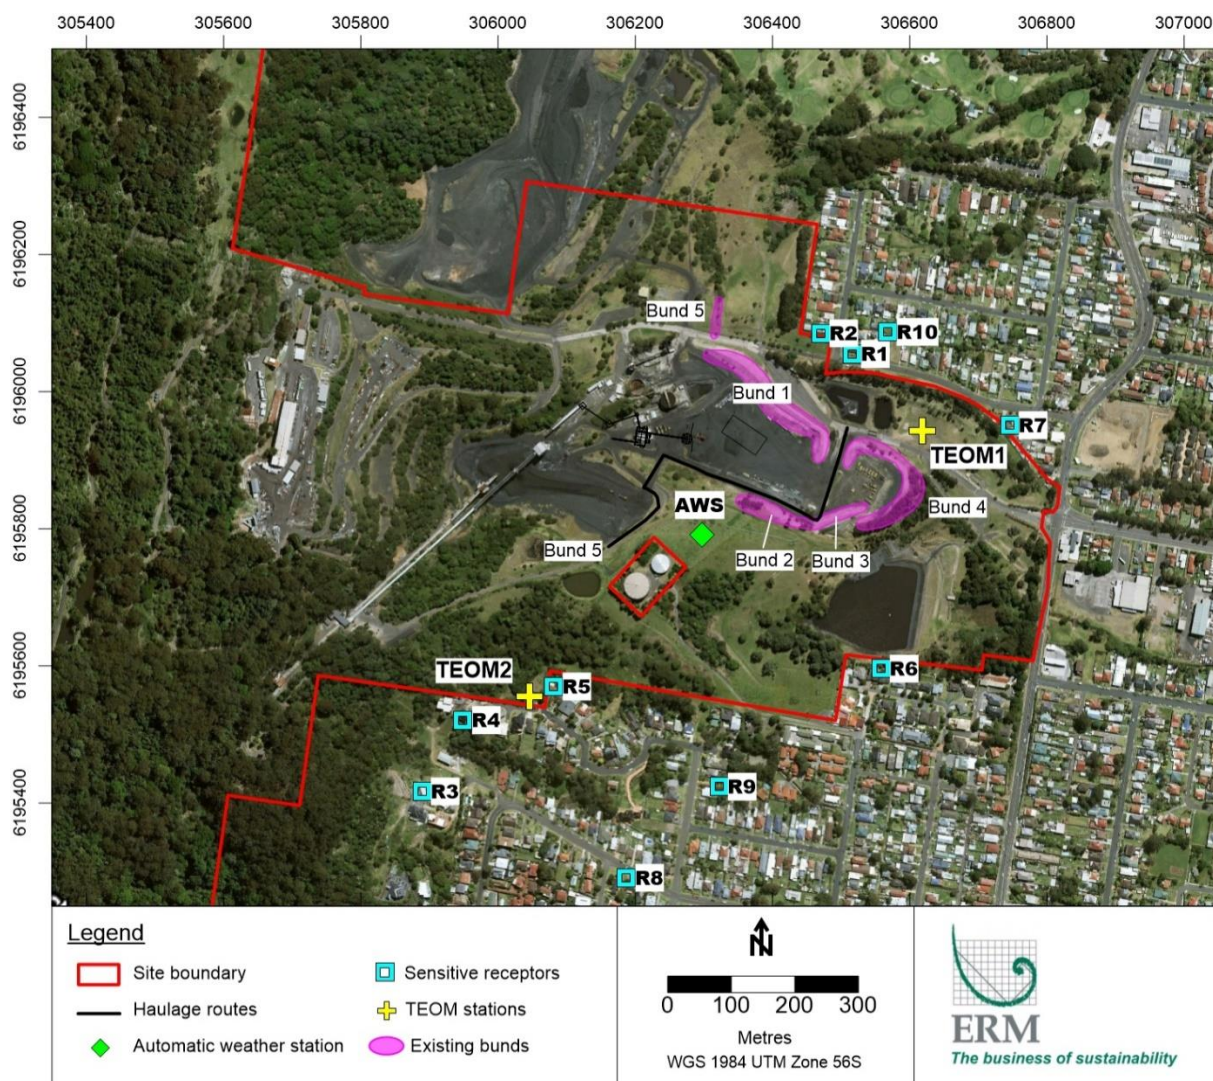 305400 305600 305800 306000 306200 306400 306600 306800 307000
6196400
6196200
6196000
6195800
6195600
6195400
Bund 5
R2
R10
R1
Bund 1
R7
TEOM1
AWS
Bund 4
Bund 5
Bund 2
Bund 3
TEOM2
R5
R6
R4
R3
R9
R8
Legend
Site boundary
Haulage routes
Automatic weather station
Sensitive receptors
TEOM stations
Existing bunds
N
0 100 200 300
Metres
WGS 1984 UTM Zone 56S
ERM
The business of sustainability